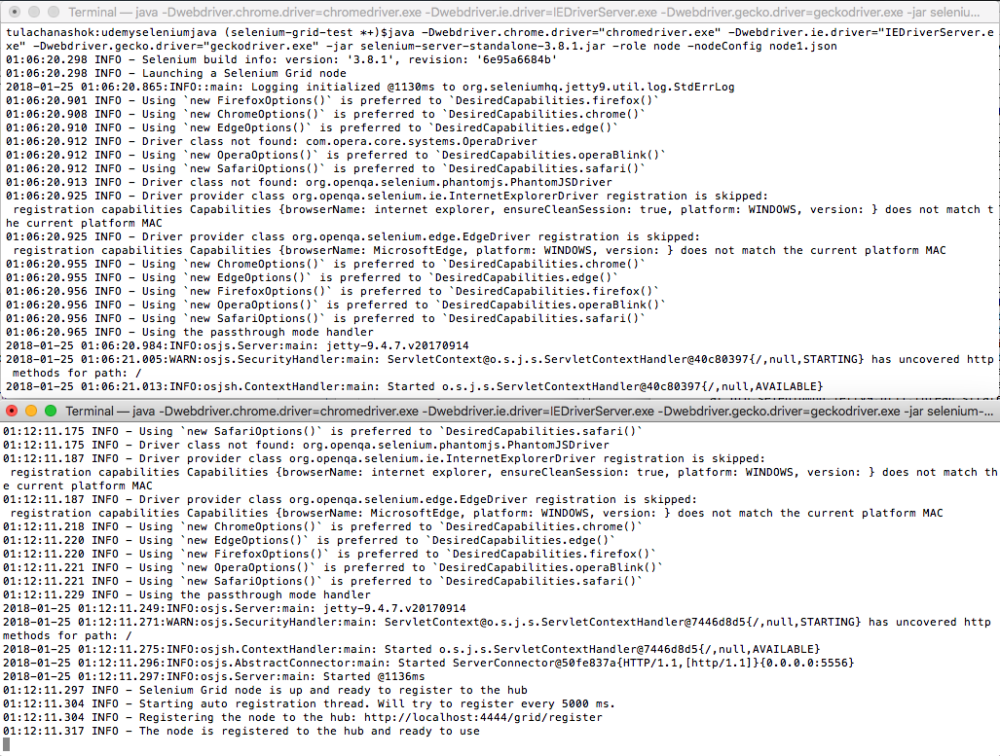 Terminal — java -Dwebdriver.chrome.driver=chromedriver.exe -Dwebdriver.ie.driver=IEDriverServer.exe -Dwebdriver.gecko.driver=geckodriver.exe -jar seleniu...
tulachanashok:udemyseleniumjava (selenium-grid-test *+)$java -Dwebdriver.chrome.driver="chromedriver.exe" -Dwebdriver.ie.driver="IEDriverServer.e
xe" -Dwebdriver.gecko.driver="geckodriver.exe" -jar selenium-server-standalone-3.8.1.jar -role node -nodeConfig node1.json
01:06:20.298 INFO - Selenium build info: version: '3.8.1', revision: '6e95a6684b'
01:06:20.298 INFO - Launching a Selenium Grid node
2018-01-25 01:06:20.865:INFO::main: Logging initialized @1130ms to org.seleniumhq.jetty9.util.log.StdErrLog
01:06:20.901 INFO - Using `new FirefoxOptions()` is preferred to `DesiredCapabilities.firefox()`
01:06:20.908 INFO - Using `new ChromeOptions()` is preferred to `DesiredCapabilities.chrome()`
01:06:20.910 INFO - Using `new EdgeOptions()` is preferred to `DesiredCapabilities.edge()`
01:06:20.912 INFO - Driver class not found: com.opera.core.systems.OperaDriver
01:06:20.912 INFO - Using `new OperaOptions()` is preferred to `DesiredCapabilities.operaBlink()`
01:06:20.912 INFO - Using `new SafariOptions()` is preferred to `DesiredCapabilities.safari()`
01:06:20.913 INFO - Driver class not found: org.openqa.selenium.phantomjs.PhantomJSDriver
01:06:20.925 INFO - Driver provider class org.openqa.selenium.ie.InternetExplorerDriver registration is skipped:
 registration capabilities Capabilities {browserName: internet explorer, ensureCleanSession: true, platform: WINDOWS, version: } does not match t
he current platform MAC
01:06:20.925 INFO - Driver provider class org.openqa.selenium.edge.EdgeDriver registration is skipped:
 registration capabilities Capabilities {browserName: MicrosoftEdge, platform: WINDOWS, version: } does not match the current platform MAC
01:06:20.955 INFO - Using `new ChromeOptions()` is preferred to `DesiredCapabilities.chrome()`
01:06:20.955 INFO - Using `new EdgeOptions()` is preferred to `DesiredCapabilities.edge()`
01:06:20.956 INFO - Using `new FirefoxOptions()` is preferred to `DesiredCapabilities.firefox()`
01:06:20.956 INFO - Using `new OperaOptions()` is preferred to `DesiredCapabilities.operaBlink()`
01:06:20.956 INFO - Using `new SafariOptions()` is preferred to `DesiredCapabilities.safari()`
01:06:20.965 INFO - Using the passthrough mode handler
2018-01-25 01:06:20.984:INFO:osjs.Server:main: jetty-9.4.7.v20170914
2018-01-25 01:06:21.005:WARN:osjs.SecurityHandler:main: ServletContext@o.s.j.s.ServletContextHandler@40c80397{/,null,STARTING} has uncovered http
 methods for path: /
2018-01-25 01:06:21.013:INFO:osjsh.ContextHandler:main: Started o.s.j.s.ServletContextHandler@40c80397{/,null,AVAILABLE}
Terminal — java -Dwebdriver.chrome.driver=chromedriver.exe -Dwebdriver.ie.driver=IEDriverServer.exe -Dwebdriver.gecko.driver=geckodriver.exe -jar selenium-...
01:12:11.175 INFO - Using `new SafariOptions()` is preferred to `DesiredCapabilities.safari()`
01:12:11.175 INFO - Driver class not found: org.openqa.selenium.phantomjs.PhantomJSDriver
01:12:11.187 INFO - Driver provider class org.openqa.selenium.ie.InternetExplorerDriver registration is skipped:
 registration capabilities Capabilities {browserName: internet explorer, ensureCleanSession: true, platform: WINDOWS, version: } does not match th
e current platform MAC
01:12:11.187 INFO - Driver provider class org.openqa.selenium.edge.EdgeDriver registration is skipped:
 registration capabilities Capabilities {browserName: MicrosoftEdge, platform: WINDOWS, version: } does not match the current platform MAC
01:12:11.218 INFO - Using `new ChromeOptions()` is preferred to `DesiredCapabilities.chrome()`
01:12:11.220 INFO - Using `new EdgeOptions()` is preferred to `DesiredCapabilities.edge()`
01:12:11.220 INFO - Using `new FirefoxOptions()` is preferred to `DesiredCapabilities.firefox()`
01:12:11.221 INFO - Using `new OperaOptions()` is preferred to `DesiredCapabilities.operaBlink()`
01:12:11.221 INFO - Using `new SafariOptions()` is preferred to `DesiredCapabilities.safari()`
01:12:11.229 INFO - Using the passthrough mode handler
2018-01-25 01:12:11.249:INFO:osjs.Server:main: jetty-9.4.7.v20170914
2018-01-25 01:12:11.271:WARN:osjs.SecurityHandler:main: ServletContext@o.s.j.s.ServletContextHandler@7446d8d5{/,null,STARTING} has uncovered http 
methods for path: /
2018-01-25 01:12:11.275:INFO:osjsh.ContextHandler:main: Started o.s.j.s.ServletContextHandler@7446d8d5{/,null,AVAILABLE}
2018-01-25 01:12:11.296:INFO:osjs.AbstractConnector:main: Started ServerConnector@50fe837a{HTTP/1.1,[http/1.1]}{0.0.0.0:5556}
2018-01-25 01:12:11.297:INFO:osjs.Server:main: Started @1136ms
01:12:11.297 INFO - Selenium Grid node is up and ready to register to the hub
01:12:11.304 INFO - Starting auto registration thread. Will try to register every 5000 ms.
01:12:11.304 INFO - Registering the node to the hub: http://localhost:4444/grid/register
01:12:11.317 INFO - The node is registered to the hub and ready to use